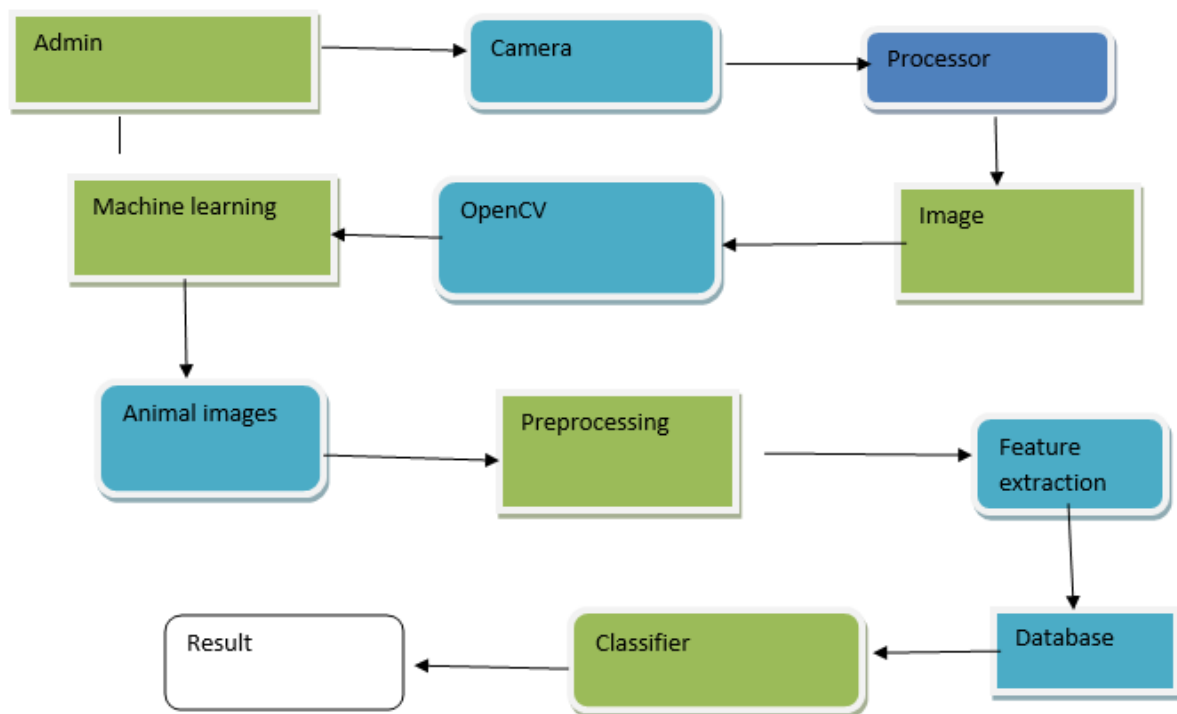 Admin
Camera
Processor
Machine learning
OpenCV
Image
Animal images
Preprocessing
Feature
extraction
Result
Classifier
Database